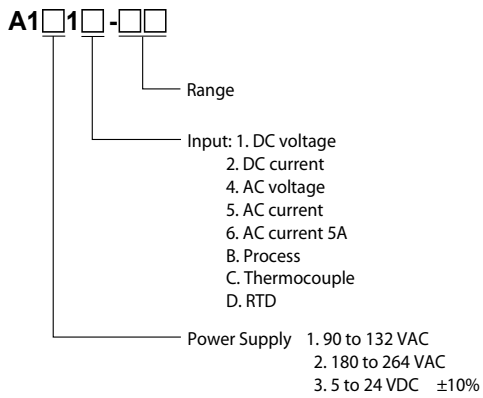 A1□1□-□□
Range
Input: 1. DC voltage
2. DC current
4. AC voltage
5. AC current
6. AC current 5A
B. Process
C. Thermocouple
D. RTD
Power Supply 1. 90 to 132 VAC
2. 180 to 264 VAC
3. 5 to 24 VDC ±10%